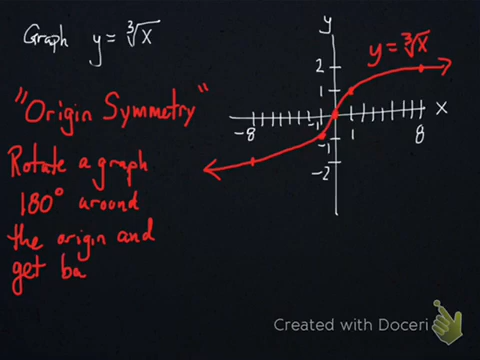 Graph y = ∛x
"Origin Symmetry"
Rotate a graph
180° around
the origin and
get ba
y
y = ∛x
2
1
x
-8
-1
1
8
-1
-2
Created with Doceri